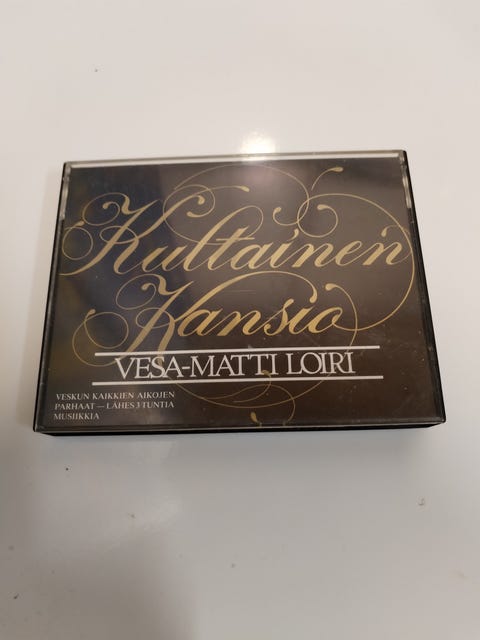 Kultainen
Kansio
VESA-MATTI LOIRI
VESKUN KAIKKIEN AIKOJEN
PARHAAT — LÄHES 3 TUNTIA
MUSIIKKIA